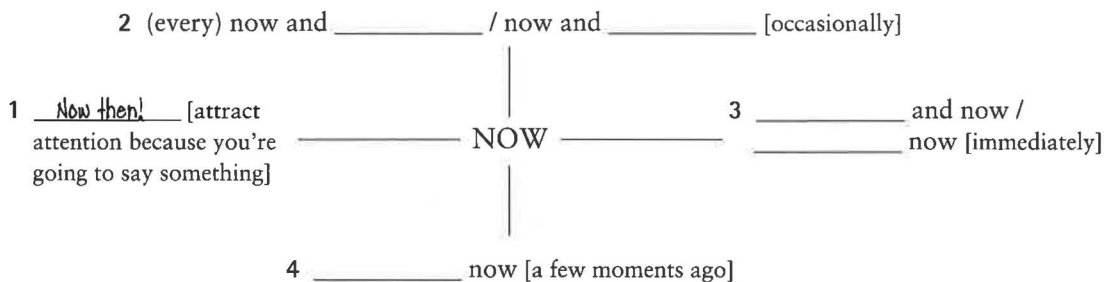 2 (every) now and __________ / now and __________ [occasionally]
1 Now then! [attract
attention because you're
going to say something]
NOW
3 __________ and now /
__________ now [immediately]
4 __________ now [a few moments ago]